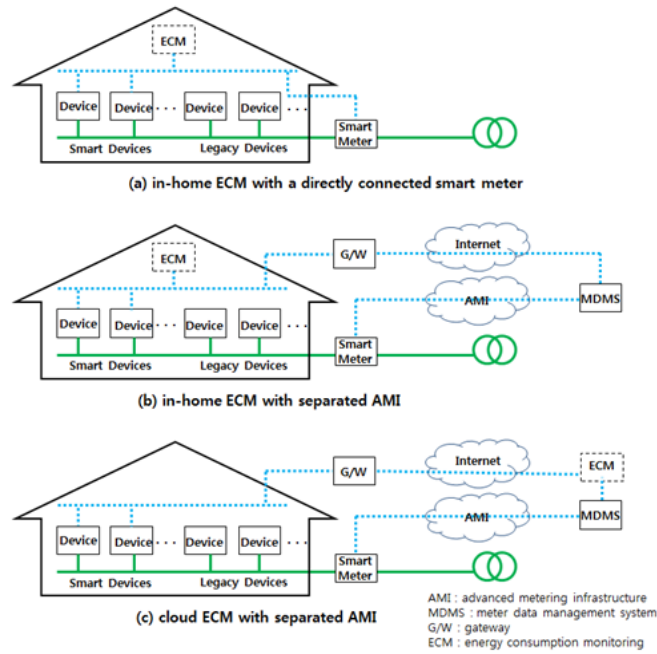 ECM
Device Device · · · Device Device · · ·
Smart Devices Legacy Devices
Smart
Meter
(a) in-home ECM with a directly connected smart meter
ECM
G/W
Internet
AMI
MDMS
Device Device · · · Device Device · · ·
Smart Devices Legacy Devices
Smart
Meter
(b) in-home ECM with separated AMI
G/W
Internet
ECM
AMI
MDMS
Device Device · · · Device Device · · ·
Smart Devices Legacy Devices
Smart
Meter
(c) cloud ECM with separated AMI
AMI : advanced metering infrastructure
MDMS : meter data management system
G/W : gateway
ECM : energy consumption monitoring